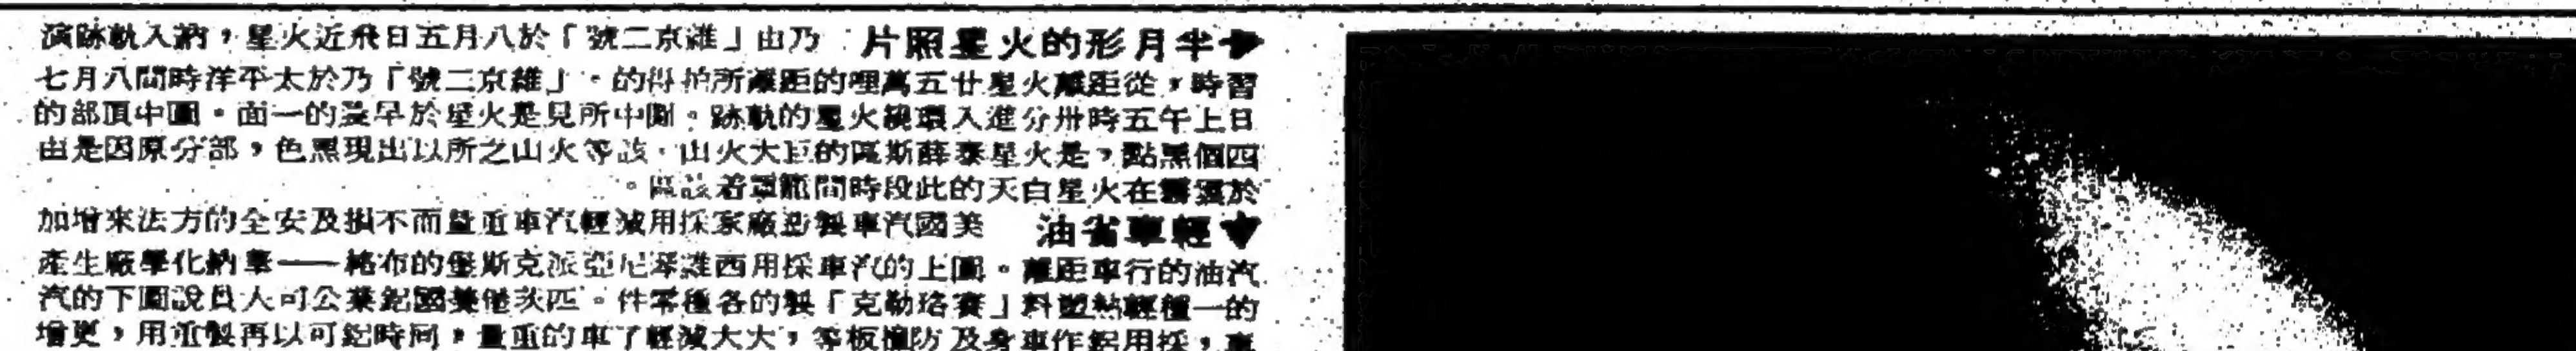 半月形的火星照片　乃由「維京二號」於八月五日飛近火星，納入軌跡演
習時，從距離火星廿五萬哩的距離所拍得的。「維京二號」乃於太平洋時間八月七
日上午五時卅分進入環繞火星的軌跡。圖中所見是火星於早晨的一面。圖中頂部的
四個黑點，是火星泰薛斯區的巨大火山，該等火山之所以出現黑色，部分原因是由
於雲霧在火星白天的此段時間籠罩着該區。
輕車省油　美國汽車製造廠家採用減輕汽車重量而不損及安全的方法來增加
汽油的行車距離。圖上的汽車採用西維琴尼亞派克斯堡的布格——華納化學廠生產
的一種輕熱塑料「賽珞勒克」製的各種零件。匹茨美國鋁業公司人員說圖下的汽
車，採用鋁作車身及防撞板等，大大減輕了車的重量，同時鋁可以再製重用，更增